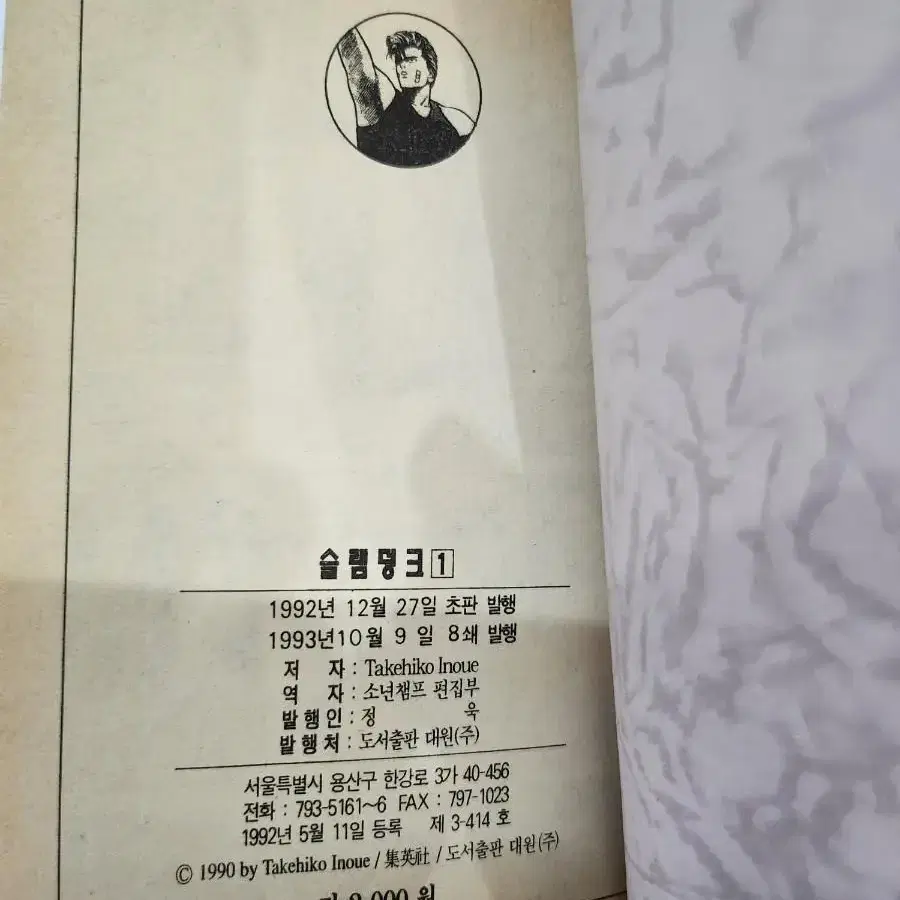 슬램덩크 1
1992년 12월 27일 초판 발행
1993년10월 9 일 8쇄 발행
저 자 : Takehiko Inoue
역 자 : 소년챔프 편집부
발행인 : 정 욱
발행처 : 도서출판 대원(주)
서울특별시 용산구 한강로 3가 40-456
전화 : 793-5161~6 FAX : 797-1023
1992년 5월 11일 등록 제 3-414 호
© 1990 by Takehiko Inoue / 集英社 / 도서출판 대원(주)
000 원